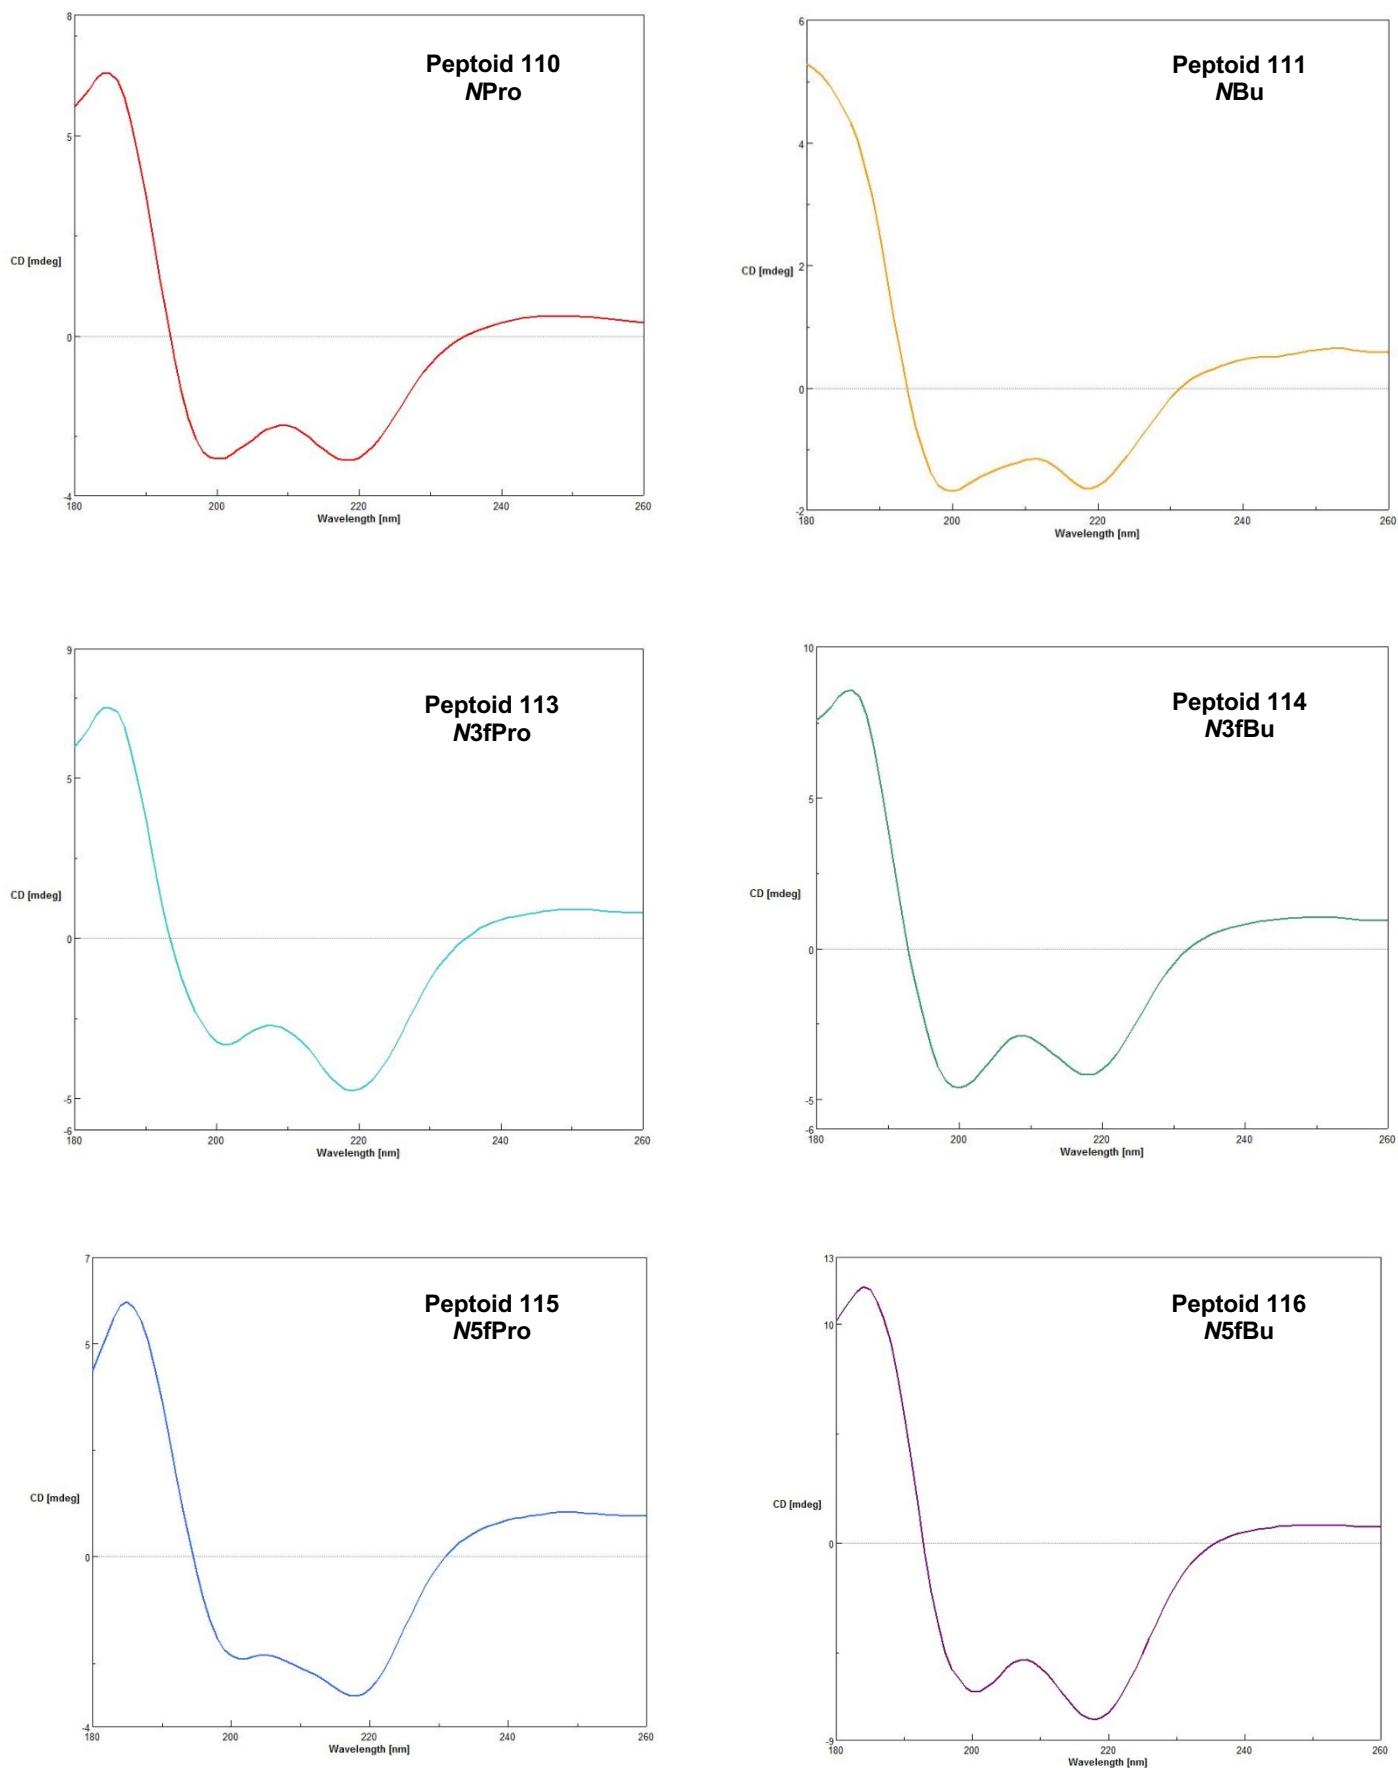 Peptoid 110
NPro
8
5
0
-4
CD [mdeg]
180
200
220
240
260
Wavelength [nm]
Peptoid 111
NBu
6
4
2
0
-2
CD [mdeg]
180
200
220
240
260
Wavelength [nm]
Peptoid 113
N3fPro
9
5
0
-5
-6
CD [mdeg]
180
200
220
240
260
Wavelength [nm]
Peptoid 114
N3fBu
10
5
0
-5
-6
CD [mdeg]
180
200
220
240
260
Wavelength [nm]
Peptoid 115
N5fPro
7
5
0
-4
CD [mdeg]
180
200
220
240
260
Wavelength [nm]
Peptoid 116
N5fBu
13
10
0
-9
CD [mdeg]
180
200
220
240
260
Wavelength [nm]